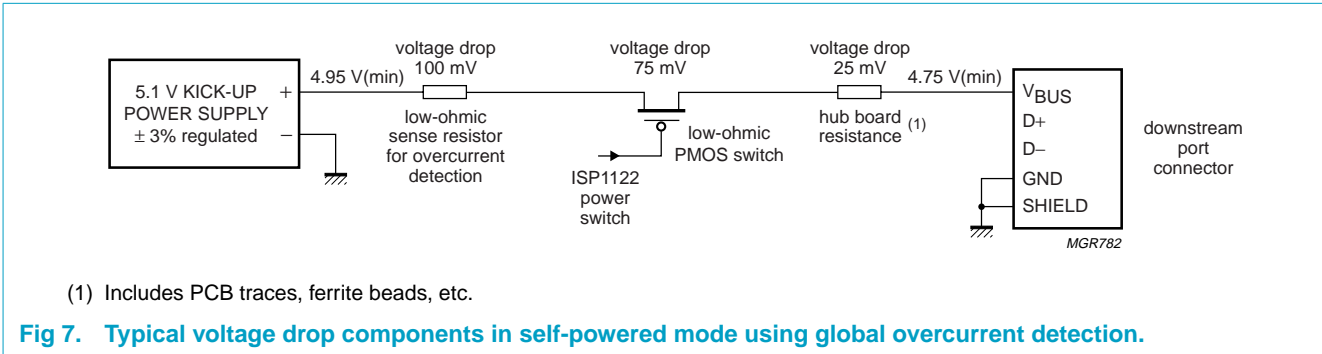 voltage drop
100 mV
voltage drop
75 mV
voltage drop
25 mV
4.95 V(min)
4.75 V(min)
5.1 V KICK-UP
POWER SUPPLY
± 3% regulated
+
−
low-ohmic
sense resistor
for overcurrent
detection
low-ohmic
PMOS switch
ISP1122
power
switch
hub board
resistance (1)
VBUS
D+
D−
GND
SHIELD
downstream
port
connector
MGR782
(1) Includes PCB traces, ferrite beads, etc.
Fig 7. Typical voltage drop components in self-powered mode using global overcurrent detection.